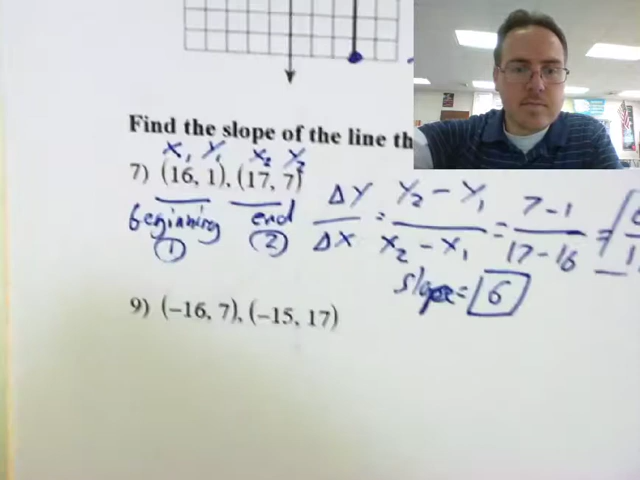 Find the slope of the line th
X₁ Y₁ X₂ Y₂
7) (16, 1), (17, 7) ΔY/ΔX = Y₂ - Y₁/X₂ - X₁ = 7 - 1/17 - 16 =
beginning end
① ②
slope = 6
9) (−16, 7), (−15, 17)